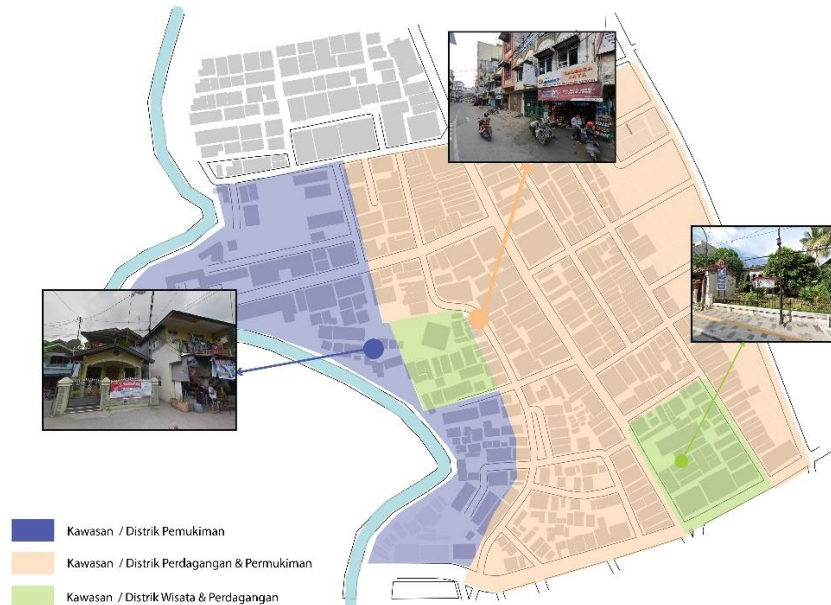 Kawasan / Distrik Pemukiman
Kawasan / Distrik Perdagangan & Permukiman
Kawasan / Distrik Wisata & Perdagangan